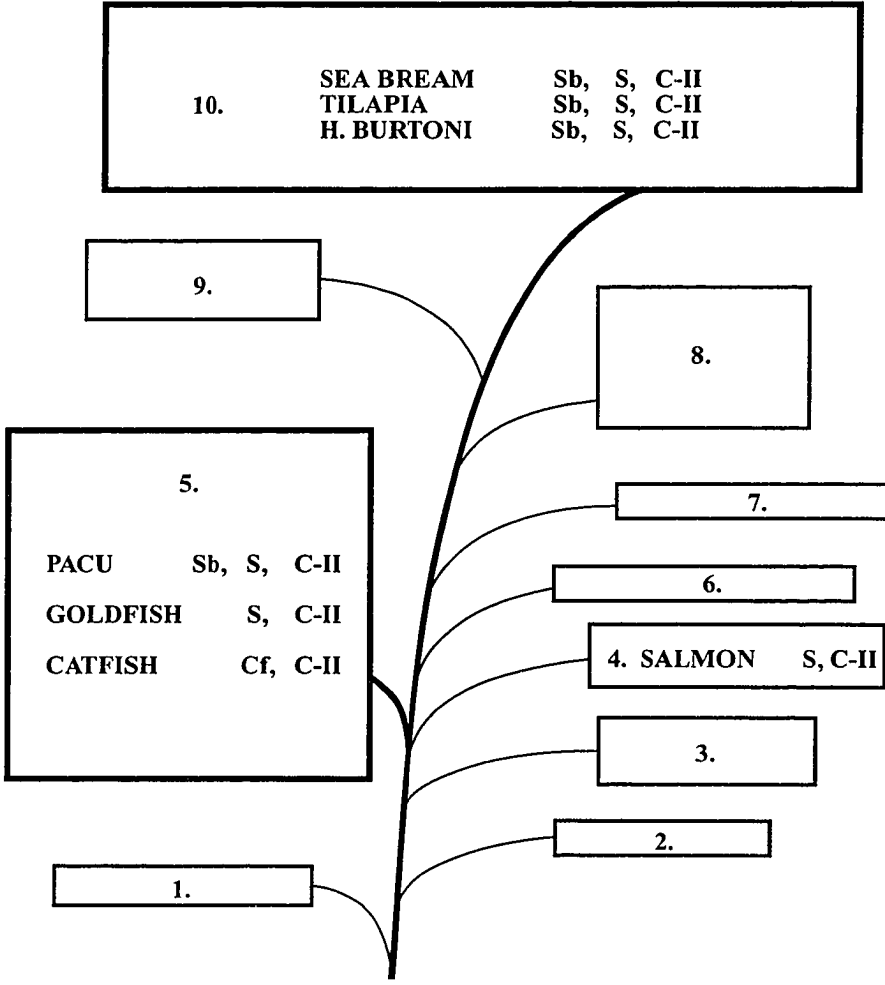 10.
SEA BREAM Sb, S, C-II
TILAPIA Sb, S, C-II
H. BURTONI Sb, S, C-II
9.
8.
5.
PACU Sb, S, C-II
GOLDFISH S, C-II
CATFISH Cf, C-II
7.
6.
4. SALMON S, C-II
3.
2.
1.